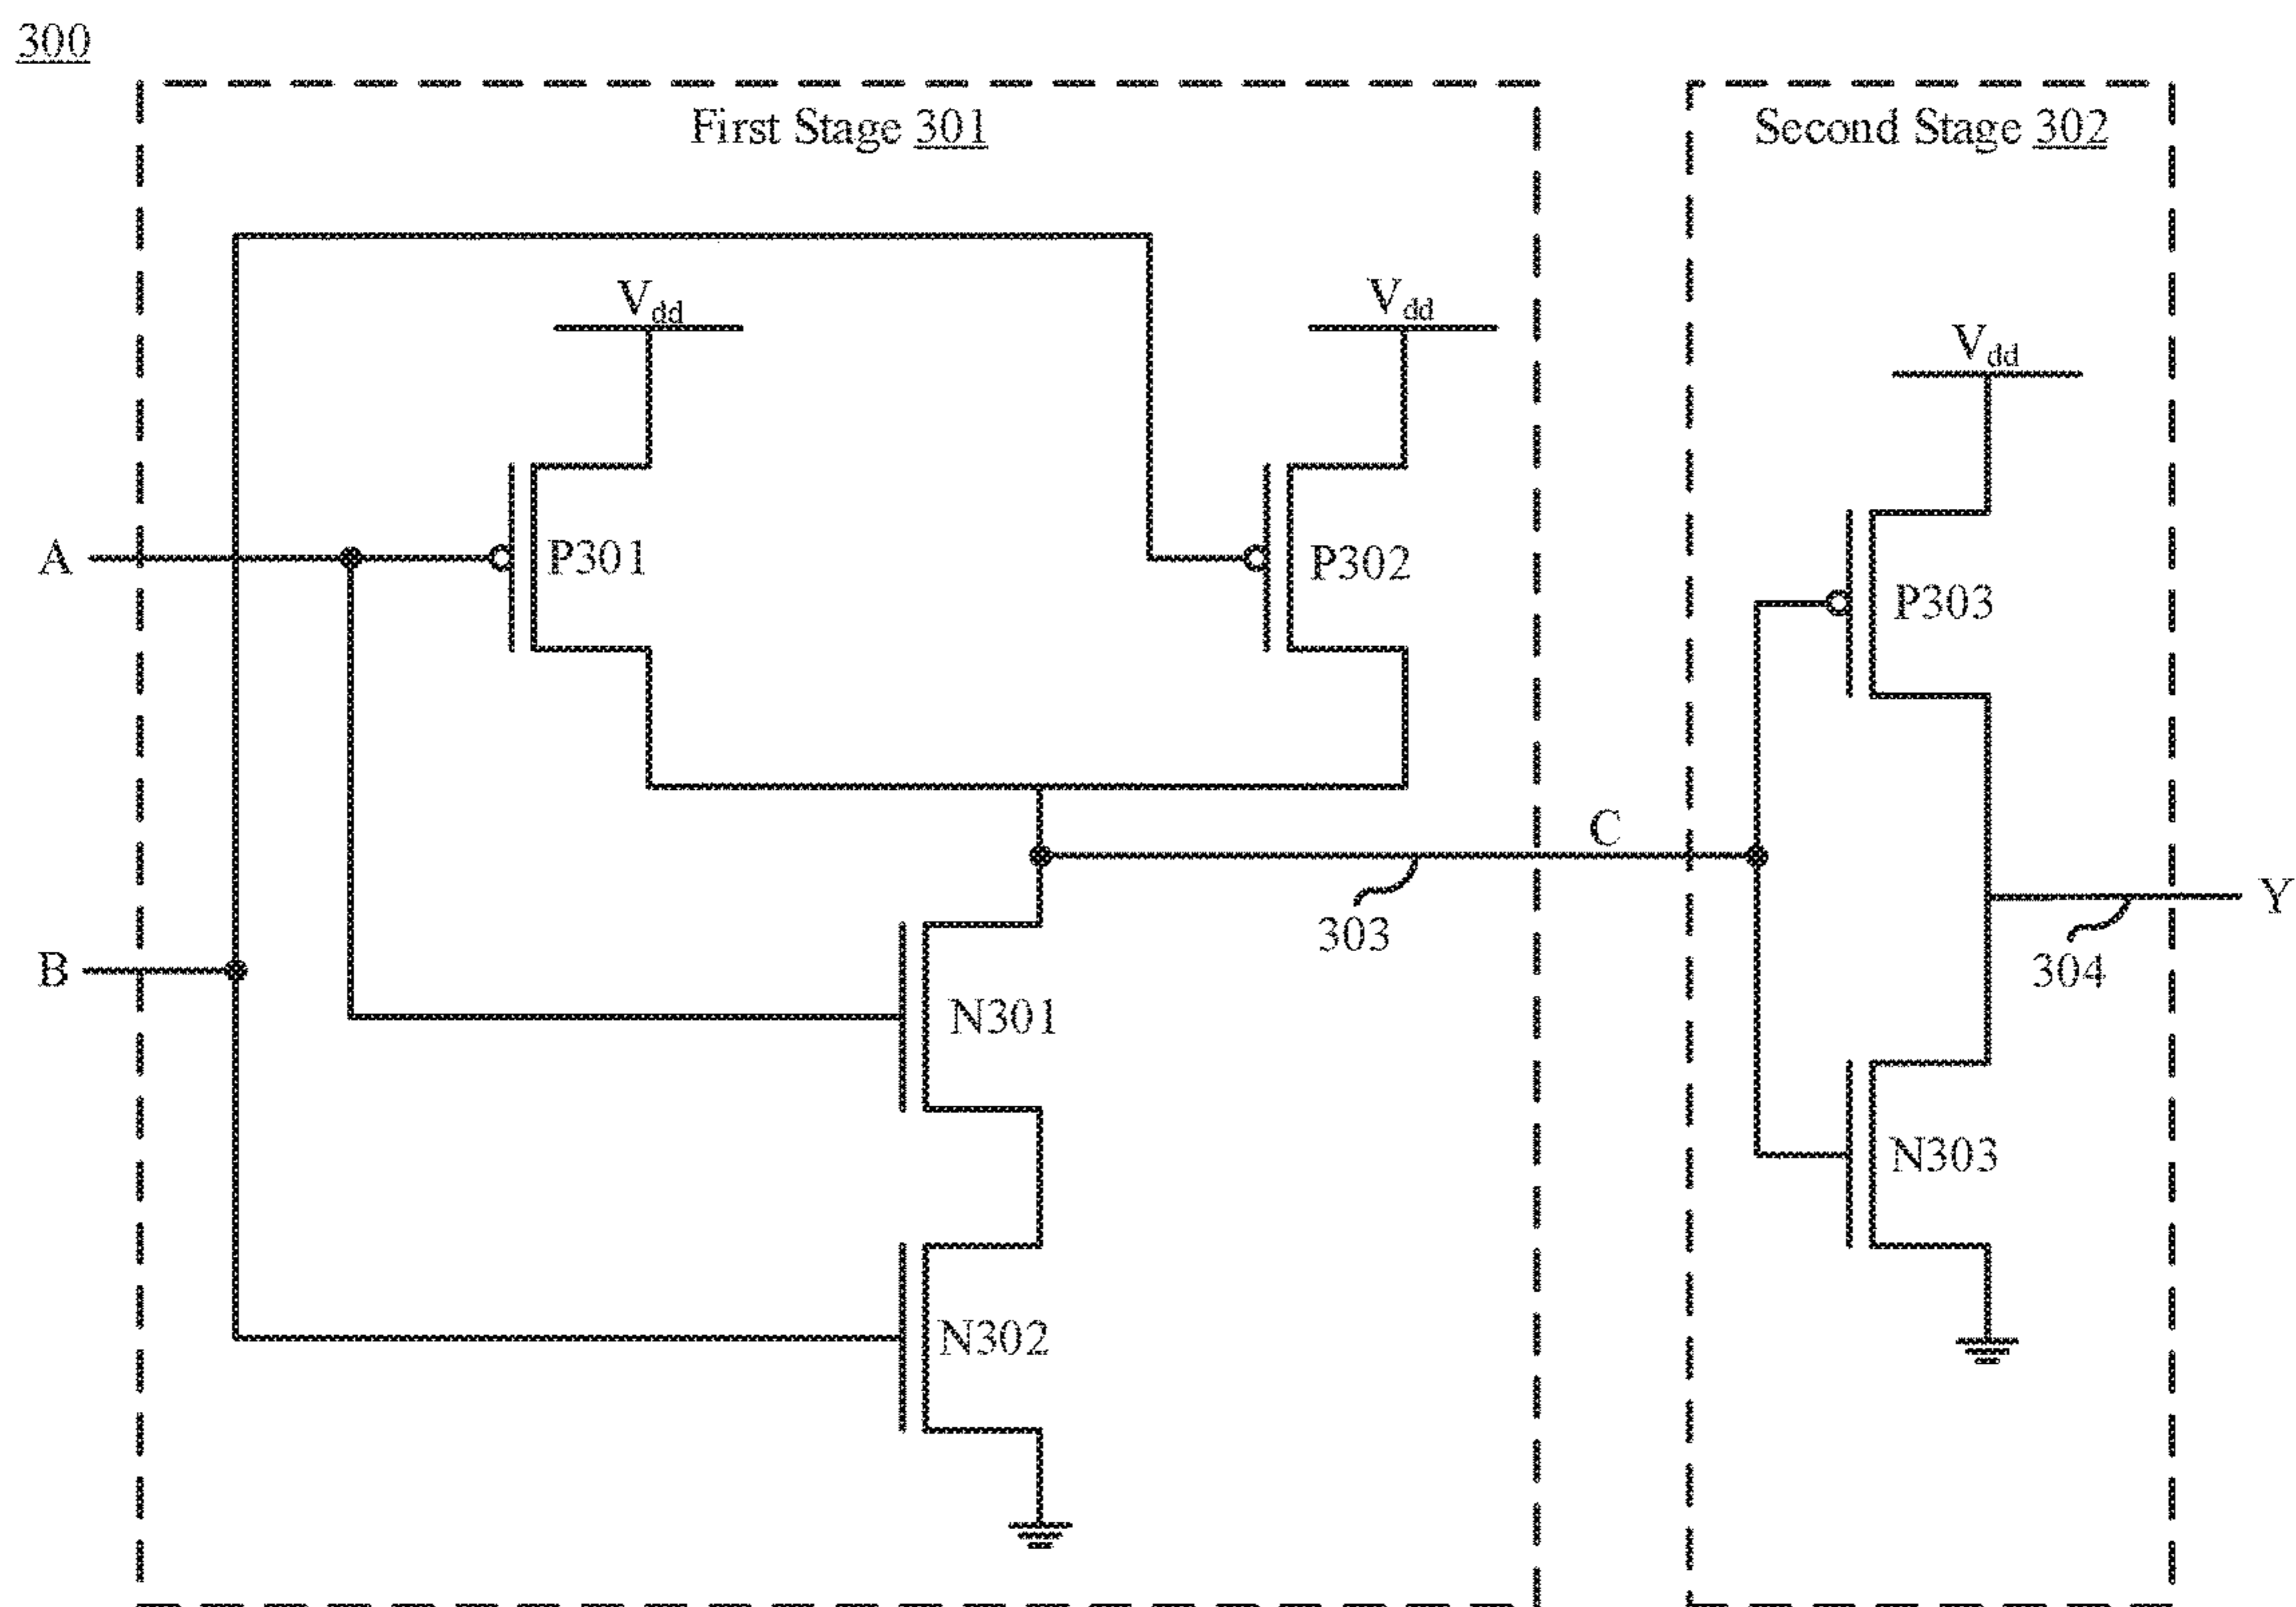 300
First Stage 301
Second Stage 302
Vdd
Vdd
Vdd
A
P301
P302
P303
C
303
Y
304
B
N301
N303
N302